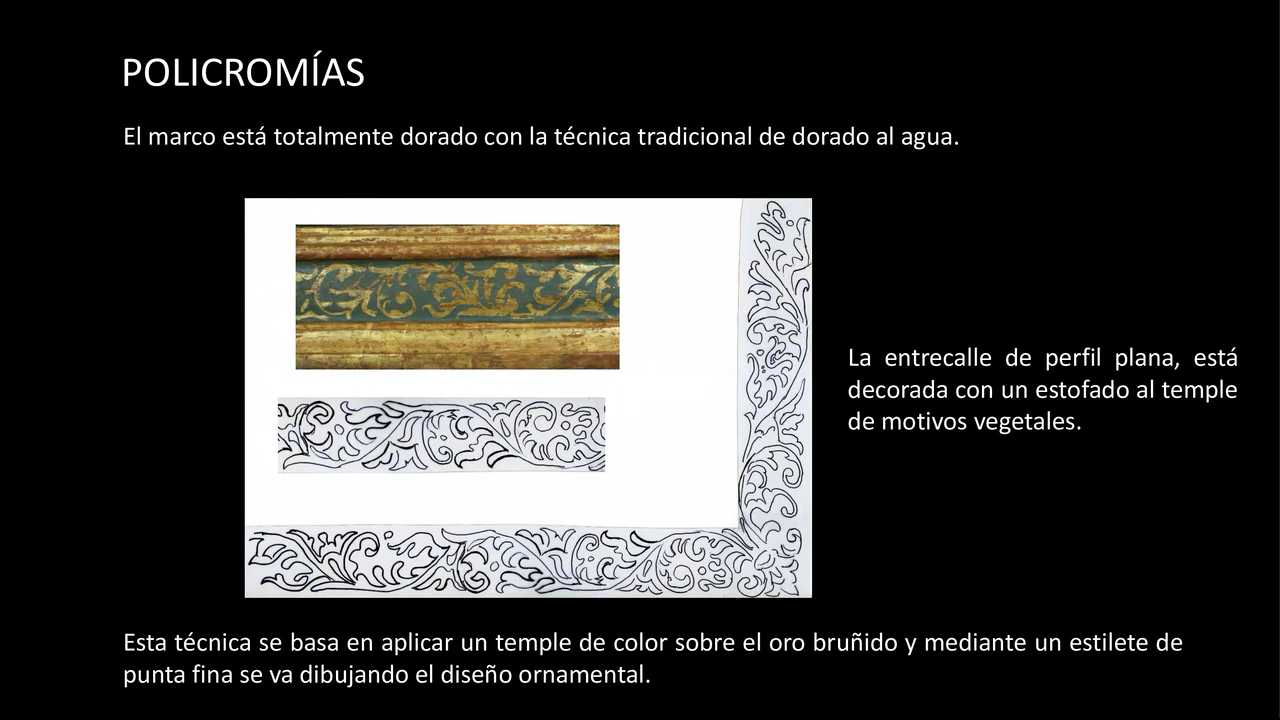 POLICROMÍAS
El marco está totalmente dorado con la técnica tradicional de dorado al agua.
La entrecalle de perfil plana, está
decorada con un estofado al temple
de motivos vegetales.
Esta técnica se basa en aplicar un temple de color sobre el oro bruñido y mediante un estilete de
punta fina se va dibujando el diseño ornamental.